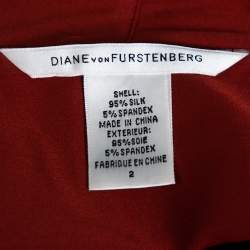 DIANE VON FURSTENBERG
SHELL:
95% SILK
5% SPANDEX
MADE IN CHINA
EXTERIEUR:
95%SOIE
5% SPANDEX
FABRIQUE EN CHINE
2